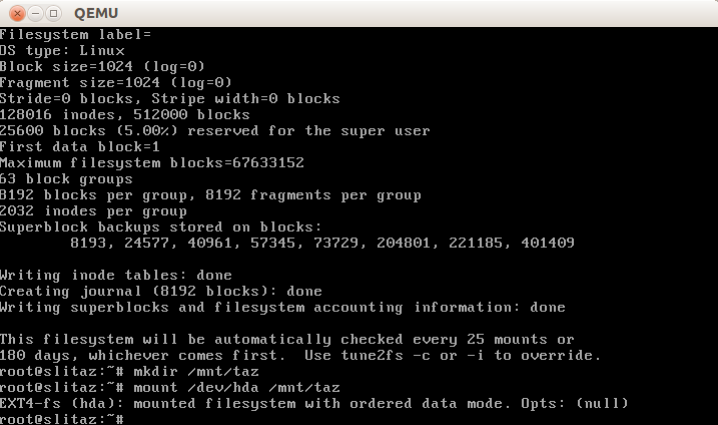 QEMU
Filesystem label=
OS type: Linux
Block size=1024 (log=0)
Fragment size=1024 (log=0)
Stride=0 blocks, Stripe width=0 blocks
128016 inodes, 512000 blocks
25600 blocks (5.00%) reserved for the super user
First data block=1
Maximum filesystem blocks=67633152
63 block groups
8192 blocks per group, 8192 fragments per group
2032 inodes per group
Superblock backups stored on blocks:
        8193, 24577, 40961, 57345, 73729, 204801, 221185, 401409
Writing inode tables: done
Creating journal (8192 blocks): done
Writing superblocks and filesystem accounting information: done
This filesystem will be automatically checked every 25 mounts or
180 days, whichever comes first.  Use tune2fs -c or -i to override.
root@slitaz:~# mkdir /mnt/taz
root@slitaz:~# mount /dev/hda /mnt/taz
EXT4-fs (hda): mounted filesystem with ordered data mode. Opts: (null)
root@slitaz:~#